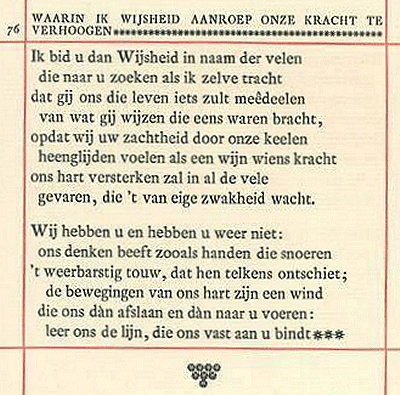 76
WAARIN IK WIJSHEID AANROEP ONZE KRACHT TE
VERHOOGEN
Ik bid u dan Wijsheid in naam der velen
die naar u zoeken als ik zelve tracht
dat gij ons die leven iets zult meêdeelen
van wat gij wijzen die eens waren bracht,
opdat wij uw zachtheid door onze keelen
heenglijden voelen als een wijn wiens kracht
ons hart versterken zal in al de vele
gevaren, die 't van eige zwakheid wacht.
Wij hebben u en hebben u weer niet:
ons denken beeft zooals handen die snoeren
't weerbarstig touw, dat hen telkens ontschiet;
de bewegingen van ons hart zijn een wind
die ons dàn afslaan en dàn naar u voeren:
leer ons de lijn, die ons vast aan u bindt